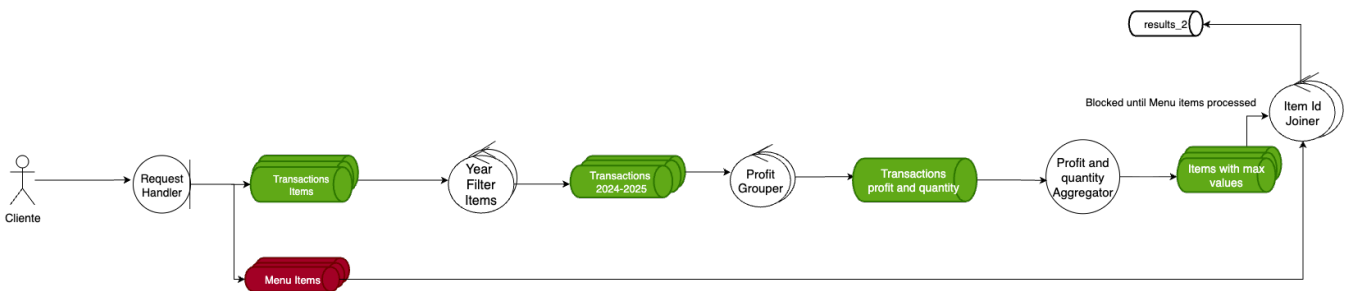 results_2
Blocked until Menu items processed
Item Id
Joiner
Cliente
Request
Handler
Transactions
Items
Year
Filter
Items
Transactions
2024-2025
Profit
Grouper
Transactions
profit and quantity
Profit and
quantity
Aggregator
Items with max
values
Menu Items